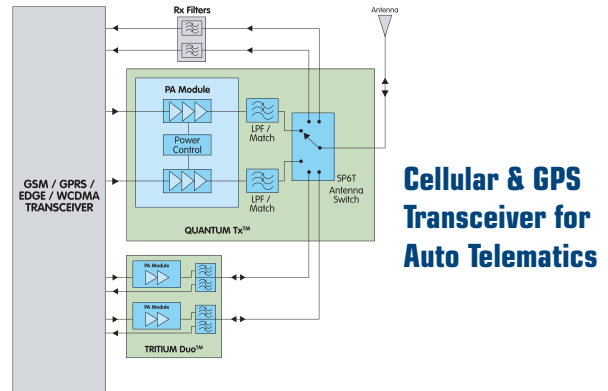 Rx Filters
Antenna
PA Module
Power
Control
LPF /
Match
LPF /
Match
SP6T
Antenna
Switch
QUANTUM Tx™
GSM / GPRS /
EDGE / WCDMA
TRANSCEIVER
PA Module
PA Module
TRITIUM Duo™
Cellular & GPS
Transceiver for
Auto Telematics